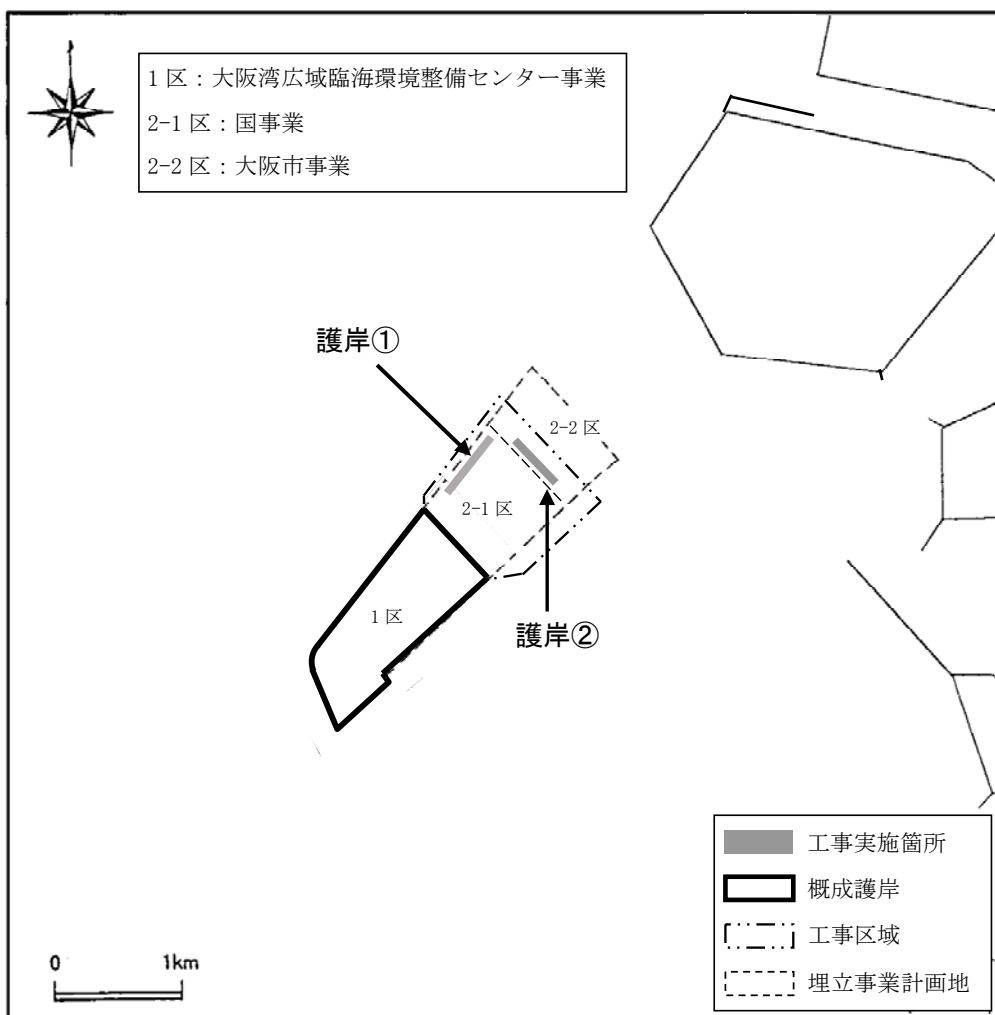 1 区：大阪湾広域臨海環境整備センター事業
2-1 区：国事業
2-2 区：大阪市事業
護岸①
2-2 区
2-1 区
1 区
護岸②
工事実施箇所
概成護岸
工事区域
埋立事業計画地
0 1km